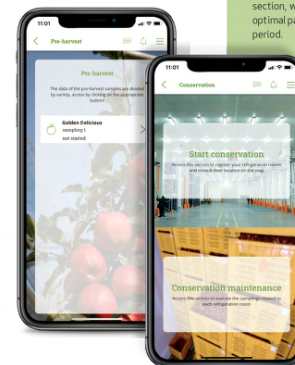 section, w
optimal pa
period.
11:01
Pre-harvest
Pre-harvest
The data of the pre-harvest samples are divided
by variety, access by clicking on the appropriate
button!
Golden Delicious
sampling 1
not started
11:01
Conservation
Start conservation
Access this section to register your refrigeration rooms
and consult their location on the map.
Conservation maintenance
Access this section to execute the samplings related to
each refrigeration room